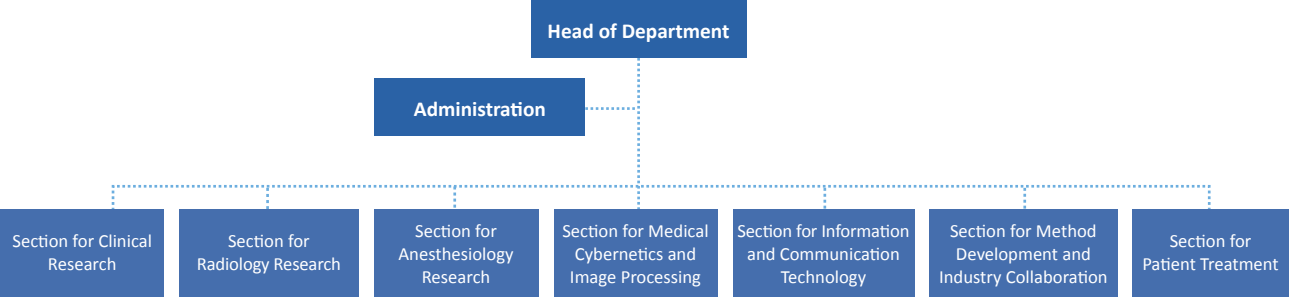 Head of Department
Administration
Section for Clinical
Research
Section for
Radiology Research
Section for
Anesthesiology
Research
Section for Medical
Cybernetics and
Image Processing
Section for Information
and Communication
Technology
Section for Method
Development and
Industry Collaboration
Section for
Patient Treatment